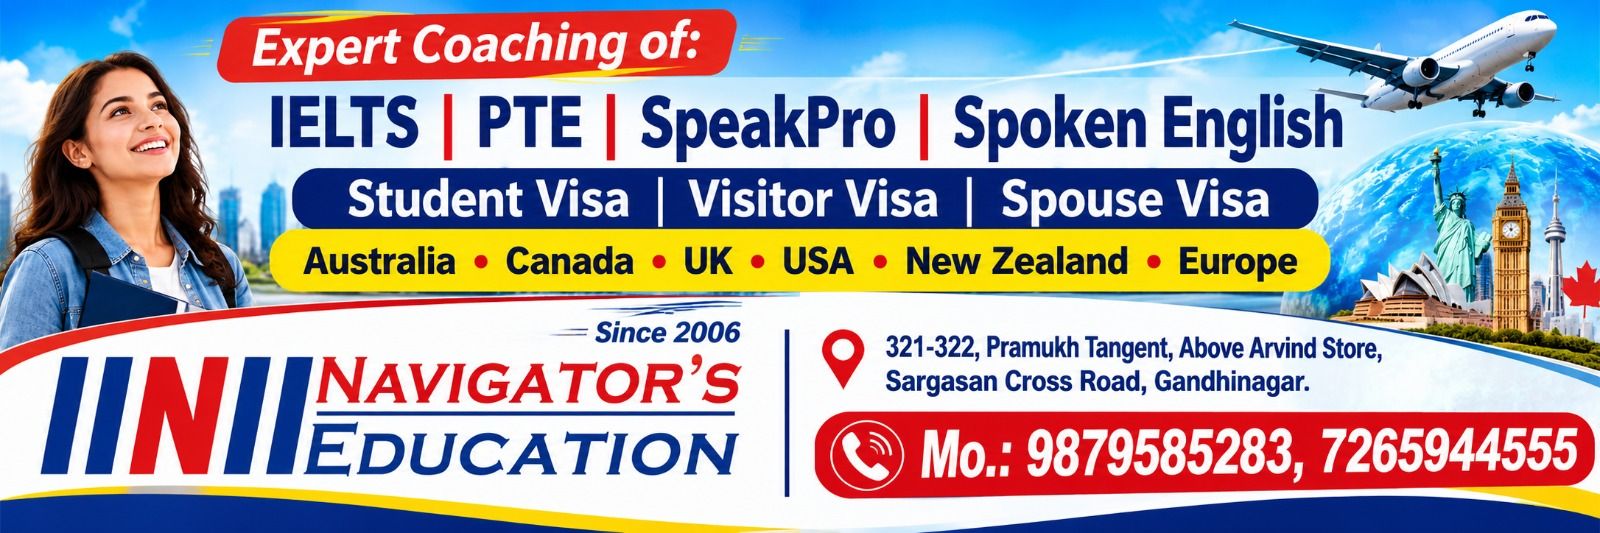 Expert Coaching of:
IELTS | PTE | SpeakPro | Spoken English
Student Visa | Visitor Visa | Spouse Visa
Australia • Canada • UK • USA • New Zealand • Europe
Since 2006
IINII NAVIGATOR'S
EDUCATION
321-322, Pramukh Tangent, Above Arvind Store,
Sargasan Cross Road, Gandhinagar.
Mo.: 9879585283, 7265944555